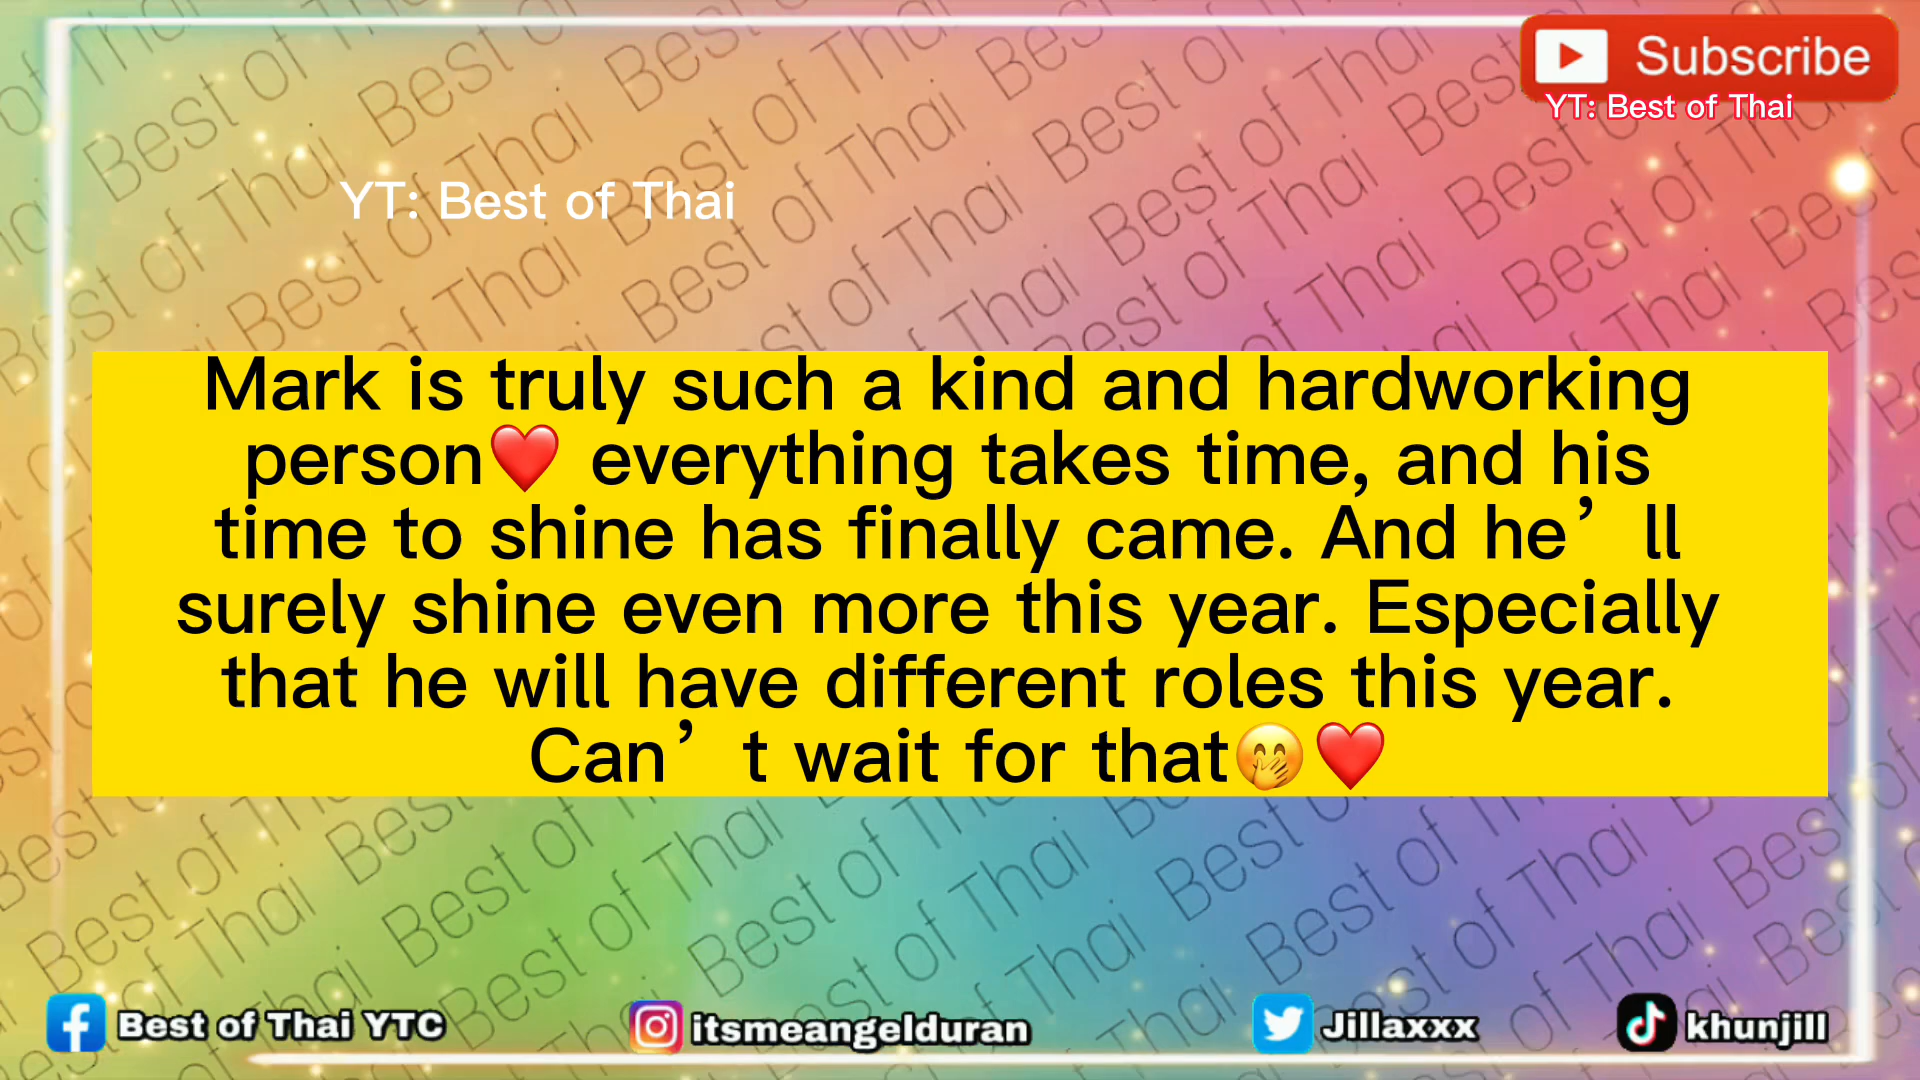 Subscribe
YT: Best of Thai
YT: Best of Thai
Mark is truly such a kind and hardworking
person❤️ everything takes time, and his
time to shine has finally came. And he’ll
surely shine even more this year. Especially
that he will have different roles this year.
Can’t wait for that🤭❤️
Best of Thai YTC
itsmeangelduran
Jillaxxx
khunjill